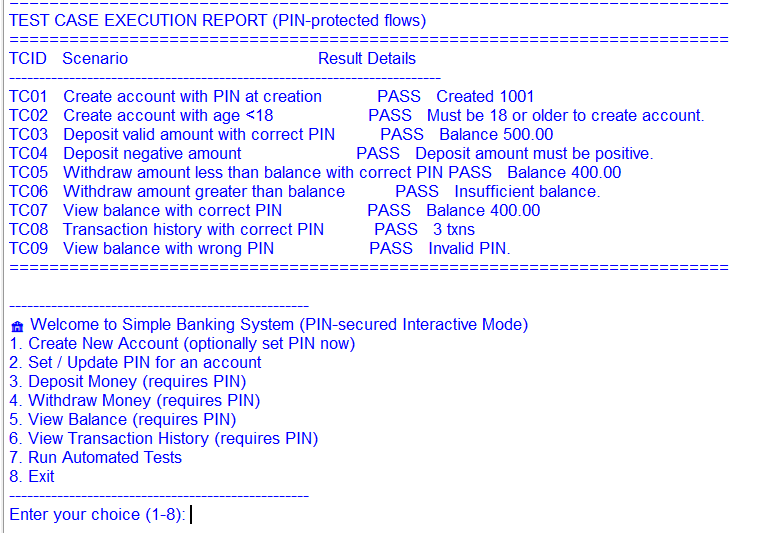 ========================================================================
TEST CASE EXECUTION REPORT (PIN-protected flows)
========================================================================
TCID Scenario Result Details
------------------------------------------------------------------------
TC01 Create account with PIN at creation PASS Created 1001
TC02 Create account with age <18 PASS Must be 18 or older to create account.
TC03 Deposit valid amount with correct PIN PASS Balance 500.00
TC04 Deposit negative amount PASS Deposit amount must be positive.
TC05 Withdraw amount less than balance with correct PIN PASS Balance 400.00
TC06 Withdraw amount greater than balance PASS Insufficient balance.
TC07 View balance with correct PIN PASS Balance 400.00
TC08 Transaction history with correct PIN PASS 3 txns
TC09 View balance with wrong PIN PASS Invalid PIN.
========================================================================
--------------------------------------------------
🏠 Welcome to Simple Banking System (PIN-secured Interactive Mode)
1. Create New Account (optionally set PIN now)
2. Set / Update PIN for an account
3. Deposit Money (requires PIN)
4. Withdraw Money (requires PIN)
5. View Balance (requires PIN)
6. View Transaction History (requires PIN)
7. Run Automated Tests
8. Exit
--------------------------------------------------
Enter your choice (1-8):